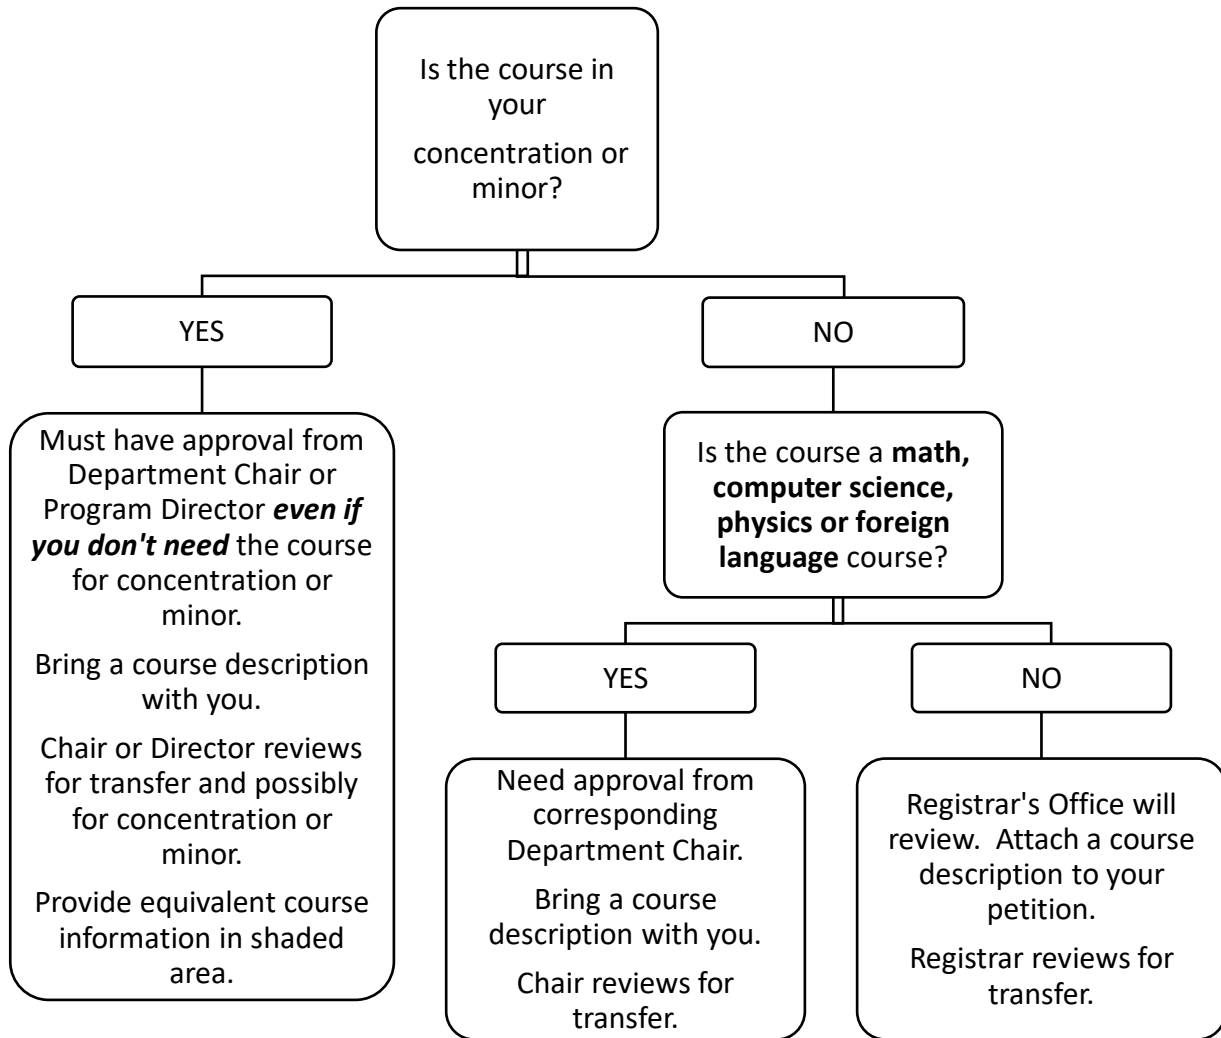 Is the course in
your
concentration or
minor?
YES
NO
Must have approval from
Department Chair or
Program Director even if
you don't need the course
for concentration or
minor.
Bring a course description
with you.
Chair or Director reviews
for transfer and possibly
for concentration or
minor.
Provide equivalent course
information in shaded
area.
Is the course a math,
computer science,
physics or foreign
language course?
YES
NO
Need approval from
corresponding
Department Chair.
Bring a course
description with you.
Chair reviews for
transfer.
Registrar's Office will
review.  Attach a course
description to your
petition.
Registrar reviews for
transfer.